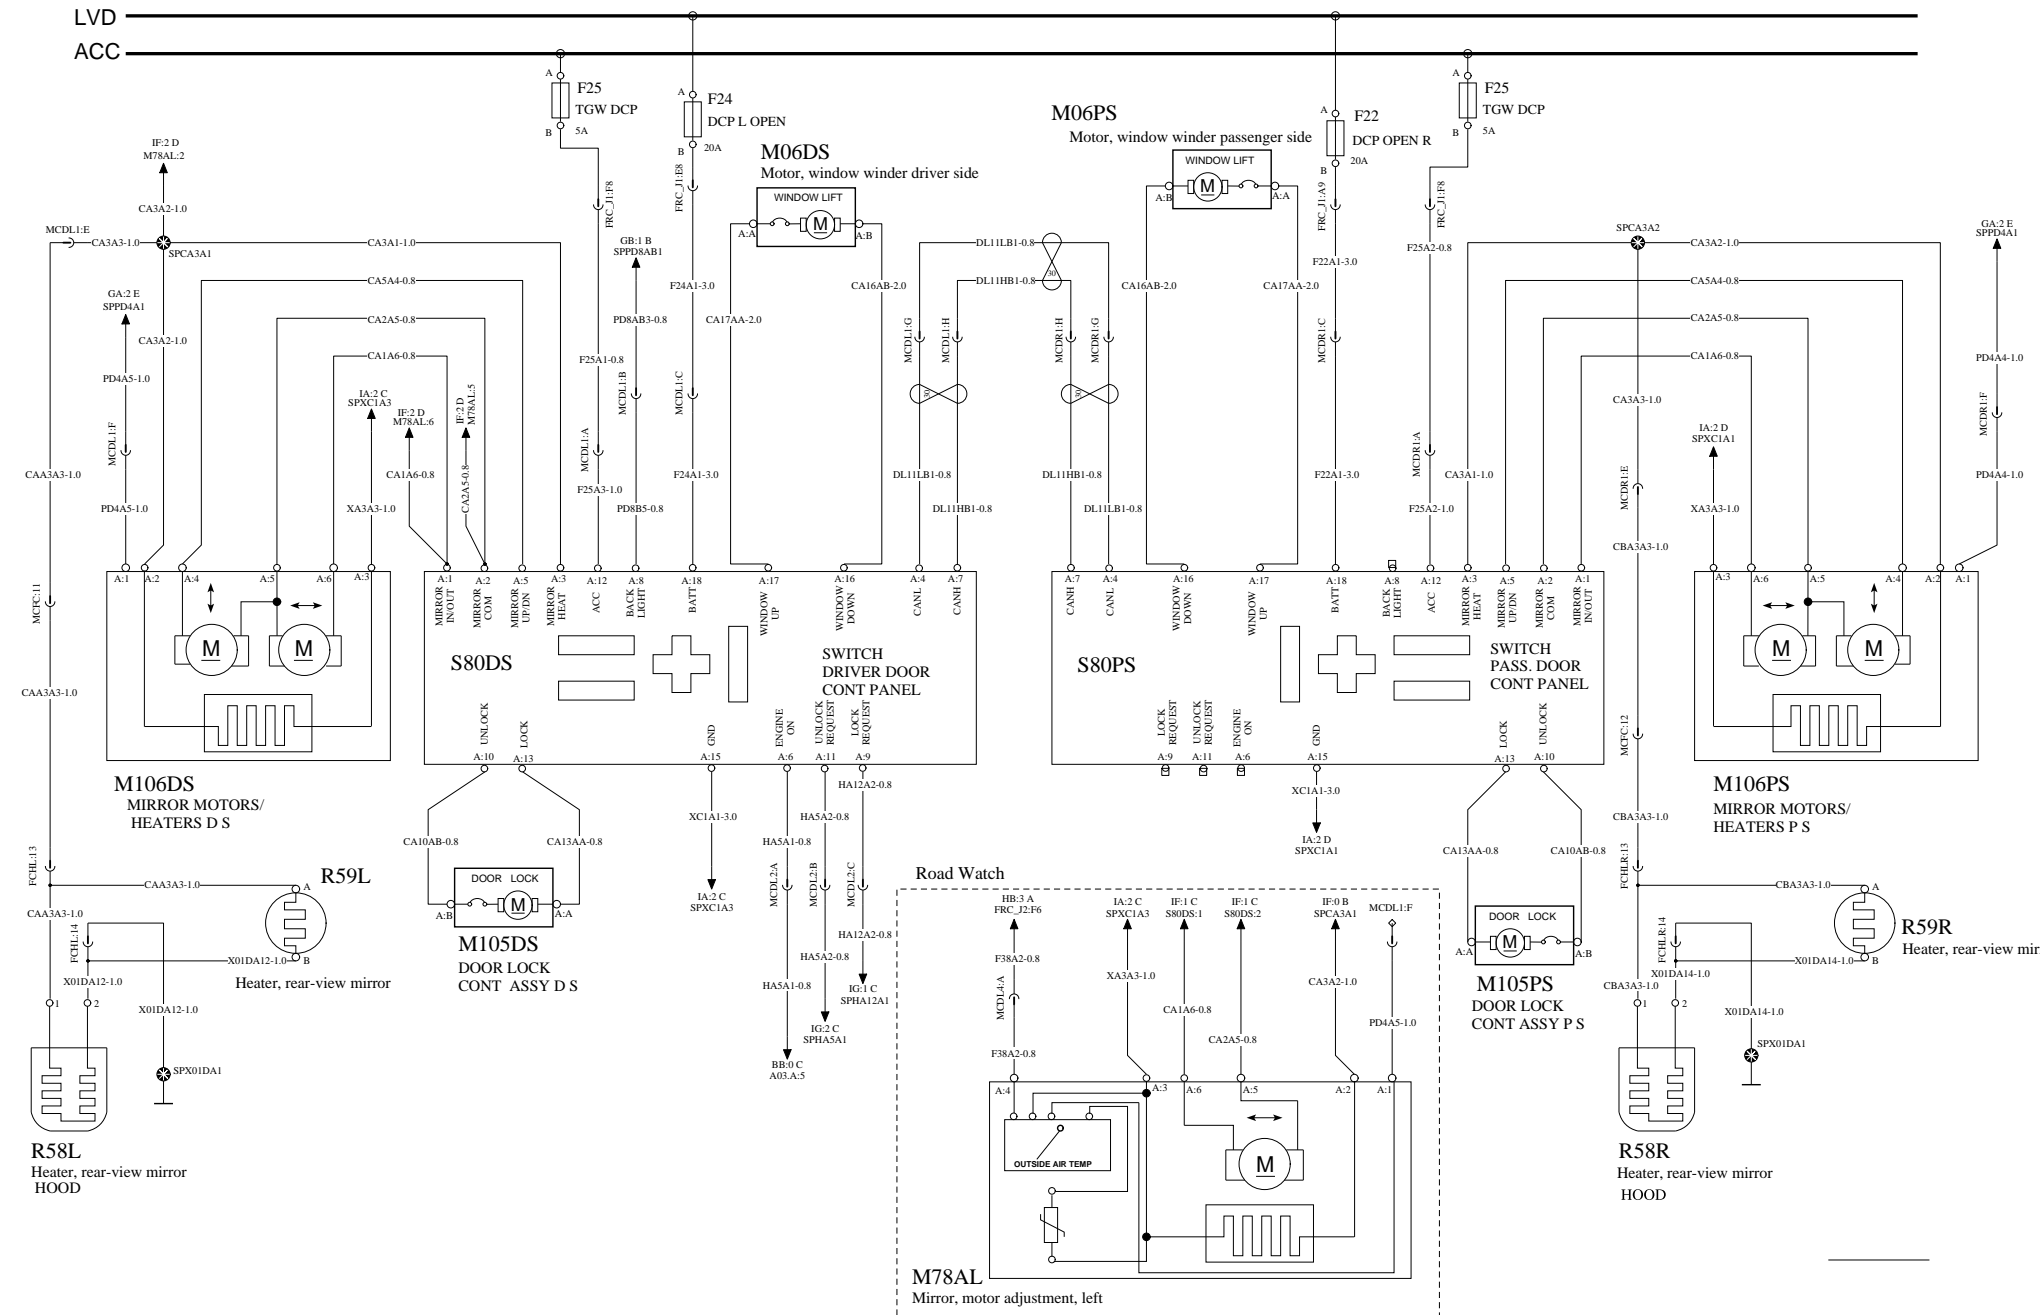 LVD
ACC
A
F25
TGW DCP
B
5A
A
F24
DCP L OPEN
B
20A
M06DS
Motor, window winder driver side
WINDOW LIFT
M
A:A
A:B
M06PS
Motor, window winder passenger side
WINDOW LIFT
M
A:B
A:A
A
F22
DCP OPEN R
B
20A
A
F25
TGW DCP
B
5A
IF:2 D
M78AL:2
CA3A2-1.0
MCDL1:E
CA3A3-1.0
SPCA3A1
CA3A1-1.0
GA:2 E
SPPD4A1
CA5A4-0.8
CA2A5-0.8
CA3A2-1.0
CA1A6-0.8
PD4A5-1.0
MCDL1:F
IA:2 C
SPXC1A3
IF:2 D
M78AL:6
IF:2 D
M78AL:5
CAA3A3-1.0
PD4A5-1.0
XA3A3-1.0
CA1A6-0.8
CA2A5-0.8
FRC_J1:F8
F25A1-0.8
MCDL1:A
F25A3-1.0
GB:1 B
SPPD8AB1
PD8AB3-0.8
MCDL1:B
PD8B5-0.8
FRC_J1:E8
F24A1-3.0
MCDL1:C
F24A1-3.0
CA17AA-2.0
CA16AB-2.0
DL11LB1-0.8
30
DL11HB1-0.8
MCDL1:G
MCDL1:H
MCDR1:H
MCDR1:G
30
30
DL11LB1-0.8
DL11HB1-0.8
DL11HB1-0.8
DL11LB1-0.8
CA16AB-2.0
CA17AA-2.0
FRC_J1:A9
F22A1-3.0
MCDR1:C
F22A1-3.0
FRC_J1:F8
F25A2-0.8
MCDR1:A
F25A2-1.0
SPCA3A2
CA3A2-1.0
CA5A4-0.8
CA2A5-0.8
CA1A6-0.8
CA3A1-1.0
CA3A3-1.0
MCDR1:E
CBA3A3-1.0
IA:2 D
SPXC1A1
XA3A3-1.0
GA:2 E
SPPD4A1
PD4A4-1.0
MCDR1:F
PD4A4-1.0
A:1
A:2
A:4
A:5
A:6
A:3
M
M
M106DS
MIRROR MOTORS/
HEATERS D S
A:1
A:2
A:5
A:3
A:12
A:8
A:18
A:17
A:16
A:4
A:7
MIRROR
IN/OUT
MIRROR
COM
MIRROR
UP/DN
MIRROR
HEAT
ACC
BACK
LIGHT
BATT
WINDOW
UP
WINDOW
DOWN
CANL
CANH
S80DS
SWITCH
DRIVER DOOR
CONT PANEL
UNLOCK
LOCK
GND
ENGINE
ON
UNLOCK
REQUEST
LOCK
REQUEST
A:10
A:13
A:15
A:6
A:11
A:9
A:7
A:4
A:16
A:17
A:18
A:8
A:12
A:3
A:5
A:2
A:1
CANH
CANL
WINDOW
DOWN
WINDOW
UP
BATT
BACK
LIGHT
ACC
MIRROR
HEAT
MIRROR
UP/DN
MIRROR
COM
MIRROR
IN/OUT
S80PS
SWITCH
PASS. DOOR
CONT PANEL
LOCK
REQUEST
UNLOCK
REQUEST
ENGINE
ON
GND
LOCK
UNLOCK
A:9
A:11
A:6
A:15
A:13
A:10
A:3
A:6
A:5
A:4
A:2
A:1
M
M
M106PS
MIRROR MOTORS/
HEATERS P S
MCFC:11
CAA3A3-1.0
FCHL:13
CAA3A3-1.0
R59L
A
B
CAA3A3-1.0
FCHL:14
X01DA12-1.0
X01DA12-1.0
Heater, rear-view mirror
1
2
X01DA12-1.0
SPX01DA1
R58L
Heater, rear-view mirror
HOOD
CA10AB-0.8
CA13AA-0.8
DOOR LOCK
M
A:B
A:A
M105DS
DOOR LOCK
CONT ASSY D S
XC1A1-3.0
IA:2 C
SPXC1A3
HA5A1-0.8
MCDL2:A
HA5A1-0.8
BB:0 C
A03.A:5
HA5A2-0.8
MCDL2:B
HA5A2-0.8
IG:2 C
SPHA5A1
HA12A2-0.8
MCDL2:C
HA12A2-0.8
IG:1 C
SPHA12A1
Road Watch
HB:3 A
FRC_J2:F6
F38A2-0.8
MCDL4:A
F38A2-0.8
IA:2 C
SPXC1A3
XA3A3-1.0
IF:1 C
S80DS:1
CA1A6-0.8
IF:1 C
S80DS:2
CA2A5-0.8
IF:0 B
SPCA3A1
CA3A2-1.0
MCDL1:F
PD4A5-1.0
A:4
A:3
A:6
A:5
A:2
A:1
OUTSIDE AIR TEMP
M
M78AL
Mirror, motor adjustment, left
XC1A1-3.0
IA:2 D
SPXC1A1
CA13AA-0.8
CA10AB-0.8
DOOR LOCK
M
A:A
A:B
M105PS
DOOR LOCK
CONT ASSY P S
MCFC:12
CBA3A3-1.0
FCHLR:13
CBA3A3-1.0
A
B
R59R
Heater, rear-view mir
FCHLR:14
X01DA14-1.0
X01DA14-1.0
CBA3A3-1.0
1
2
X01DA14-1.0
SPX01DA1
R58R
Heater, rear-view mirror
HOOD